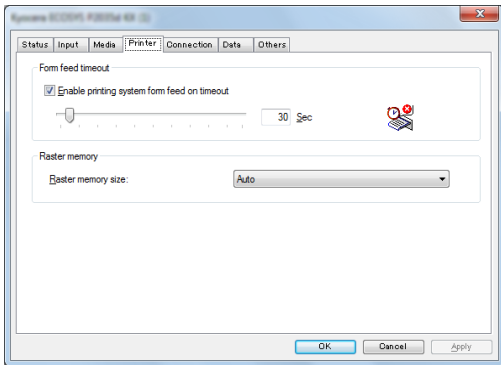 Status Input Media Printer Connection Data Others
Form feed timeout
Enable printing system form feed on timeout
30 Sec
Raster memory
Raster memory size: Auto
OK Cancel Apply